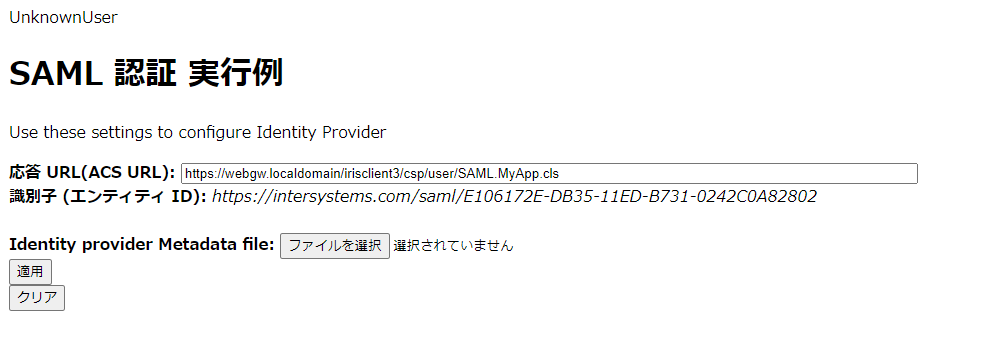 UnknownUser
SAML 認証 実行例
Use these settings to configure Identity Provider
応答 URL(ACS URL): https://webgw.localdomain/irisclient3/csp/user/SAML.MyApp.cls
識別子 (エンティティ ID): https://intersystems.com/saml/E106172E-DB35-11ED-B731-0242C0A82802
Identity provider Metadata file: ファイルを選択 選択されていません
適用
クリア